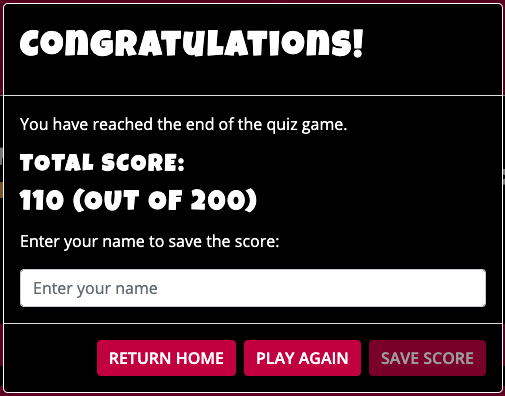 CONGRATULATIONS!
You have reached the end of the quiz game.
TOTAL SCORE:
110 (OUT OF 200)
Enter your name to save the score:
Enter your name
RETURN HOME PLAY AGAIN SAVE SCORE